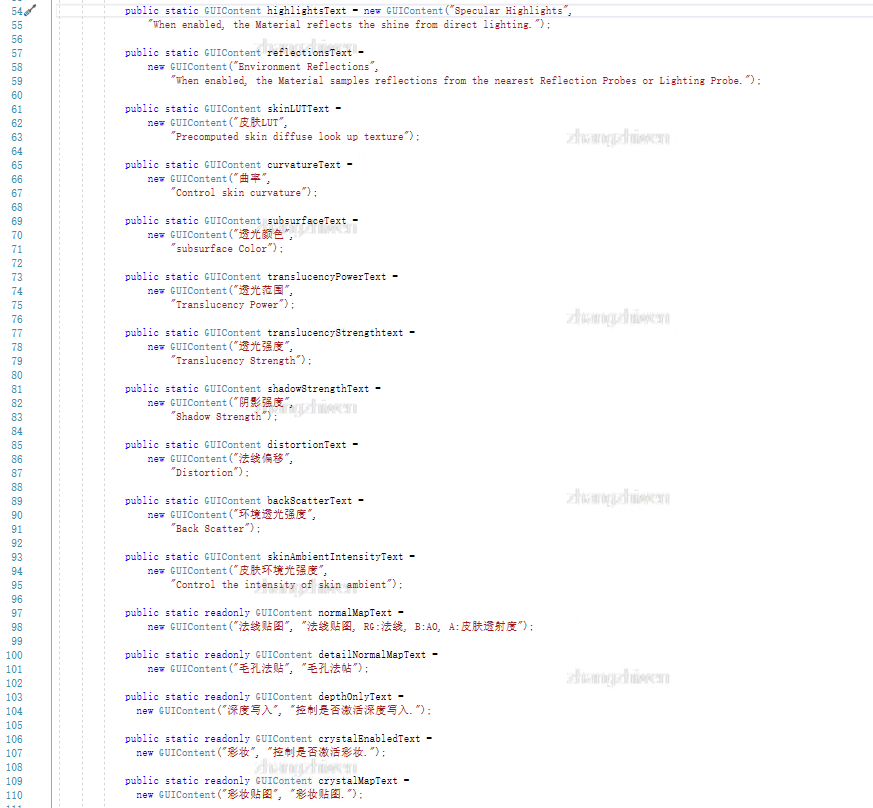 54 public static GUIContent highlightsText = new GUIContent("Specular Highlights",
55 "When enabled, the Material reflects the shine from direct lighting.");
56
57 public static GUIContent reflectionsText =
58 new GUIContent("Environment Reflections",
59 "When enabled, the Material samples reflections from the nearest Reflection Probes or Lighting Probe.");
60
61 public static GUIContent skinLUTText =
62 new GUIContent("皮肤LUT",
63 "Precomputed skin diffuse look up texture");
64
65 public static GUIContent curvatureText =
66 new GUIContent("曲率",
67 "Control skin curvature");
68
69 public static GUIContent subsurfaceText =
70 new GUIContent("透光颜色",
71 "subsurface Color");
72
73 public static GUIContent translucencyPowerText =
74 new GUIContent("透光范围",
75 "Translucency Power");
76
77 public static GUIContent translucencyStrengthtext =
78 new GUIContent("透光强度",
79 "Translucency Strength");
80
81 public static GUIContent shadowStrengthText =
82 new GUIContent("阴影强度",
83 "Shadow Strength");
84
85 public static GUIContent distortionText =
86 new GUIContent("法线偏移",
87 "Distortion");
88
89 public static GUIContent backScatterText =
90 new GUIContent("环境透光强度",
91 "Back Scatter");
92
93 public static GUIContent skinAmbientIntensityText =
94 new GUIContent("皮肤环境光强度",
95 "Control the intensity of skin ambient");
96
97 public static readonly GUIContent normalMapText =
98 new GUIContent("法线贴图", "法线贴图, RG:法线, B:AO, A:皮肤透射度");
99
100 public static readonly GUIContent detailNormalMapText =
101 new GUIContent("毛孔法贴", "毛孔法帖");
102
103 public static readonly GUIContent depthOnlyText =
104 new GUIContent("深度写入", "控制是否激活深度写入.");
105
106 public static readonly GUIContent crystalEnabledText =
107 new GUIContent("彩妆", "控制是否激活彩妆.");
108
109 public static readonly GUIContent crystalMapText =
110 new GUIContent("彩妆贴图", "彩妆贴图.");
zhangzhiwen
zhangzhiwen
zhangzhiwen
zhangzhiwen
zhangzhiwen
zhangzhiwen
zhangzhiwen
zhangzhiwen
zhangzhiwen